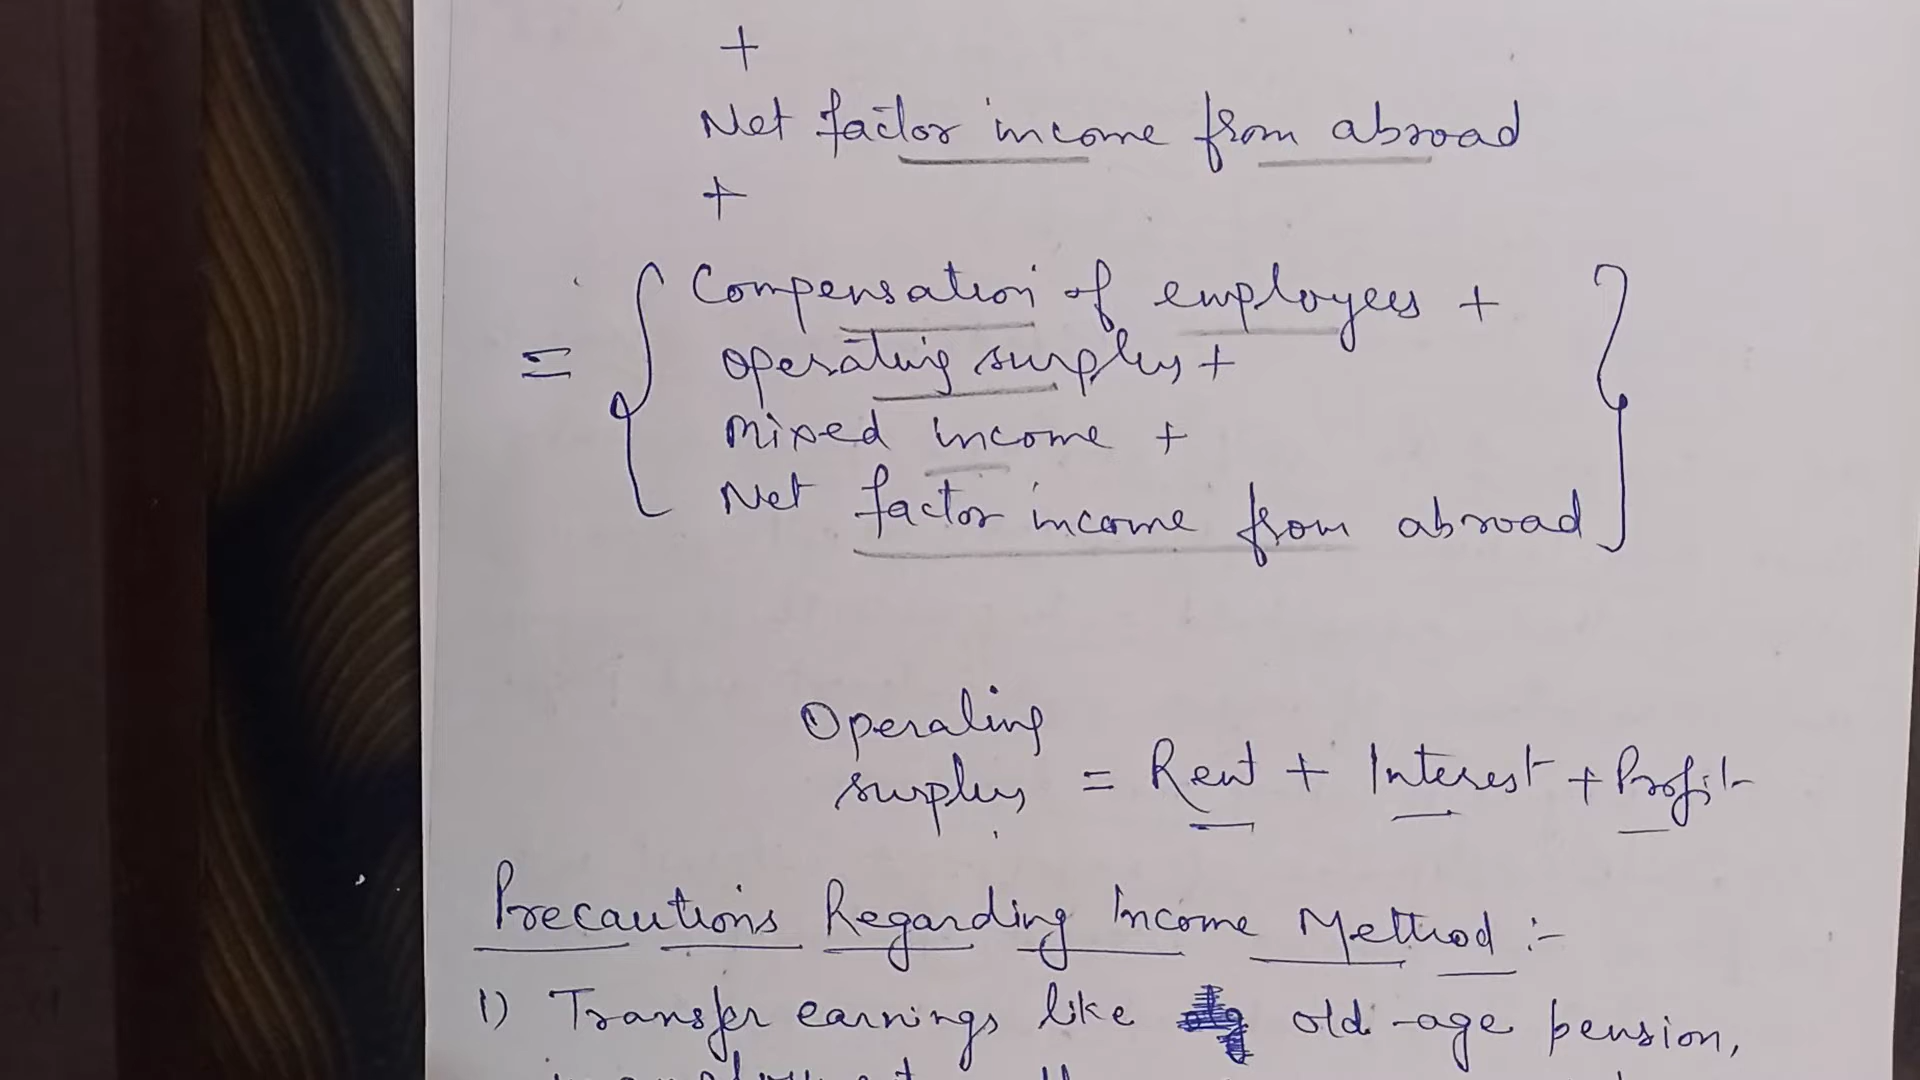 +
Net factor income from abroad
+
= { Compensation of employees +
operating surplus +
mixed income +
Net factor income from abroad }
Operating
surplus = Rent + Interest + Profit
Precautions Regarding Income Method :-
1) Transfer earnings like old-age pension,